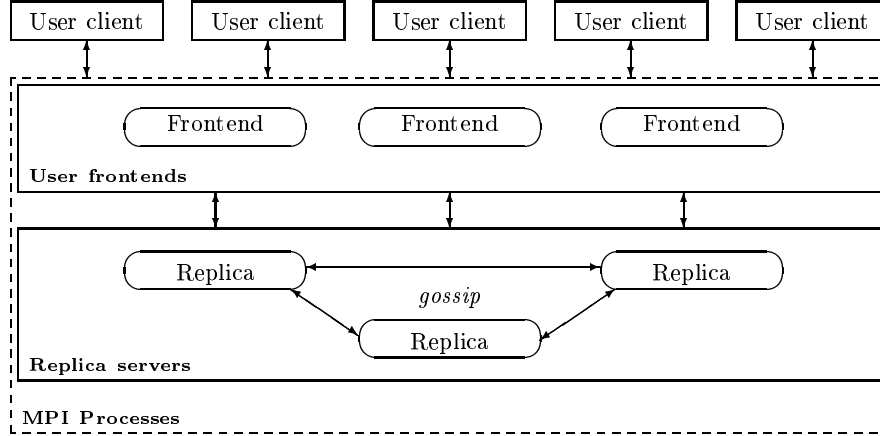 User client User client User client User client User client
Frontend Frontend Frontend
User frontends
Replica Replica
gossip
Replica
Replica servers
MPI Processes